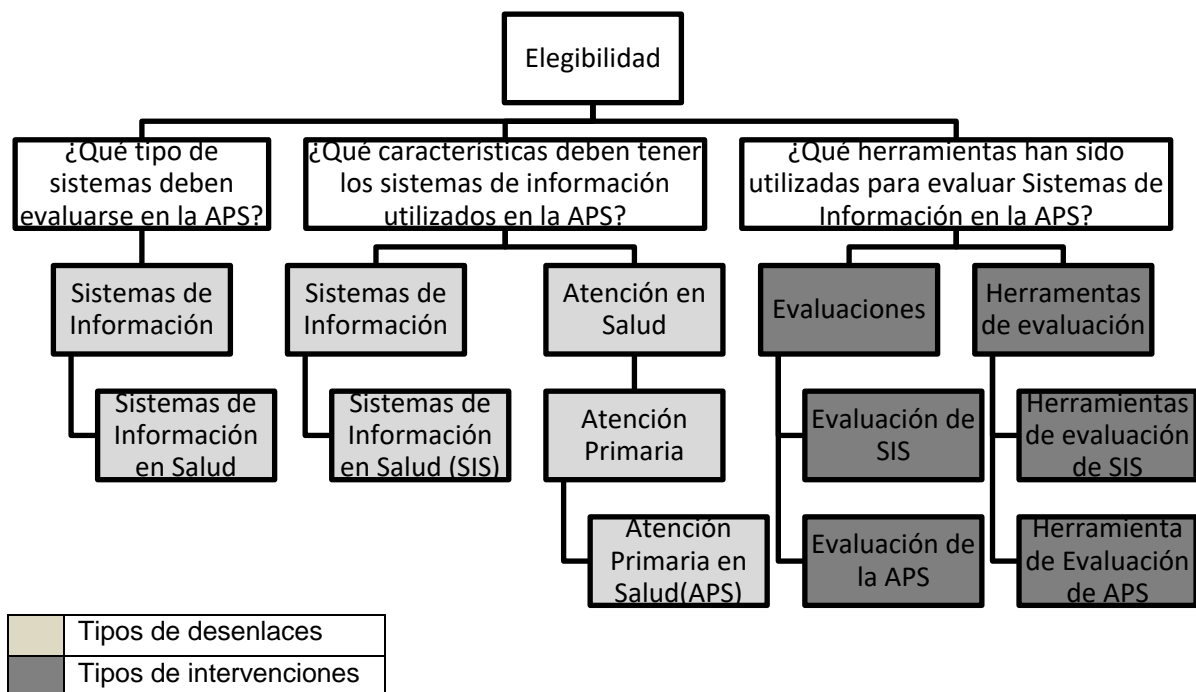 Elegibilidad
¿Qué tipo de
sistemas deben
evaluarse en la APS?
¿Qué características deben tener
los sistemas de información
utilizados en la APS?
¿Qué herramientas han sido
utilizadas para evaluar Sistemas de
Información en la APS?
Sistemas de
Información
Sistemas de
Información
en Salud
Sistemas de
Información
Sistemas de
Información
en Salud (SIS)
Atención en
Salud
Atención
Primaria
Atención
Primaria en
Salud(APS)
Evaluaciones
Evaluación de
SIS
Evaluación de
la APS
Herramentas
de evaluación
Herramientas
de evaluación
de SIS
Herramienta
de Evaluación
de APS
Tipos de desenlaces
Tipos de intervenciones